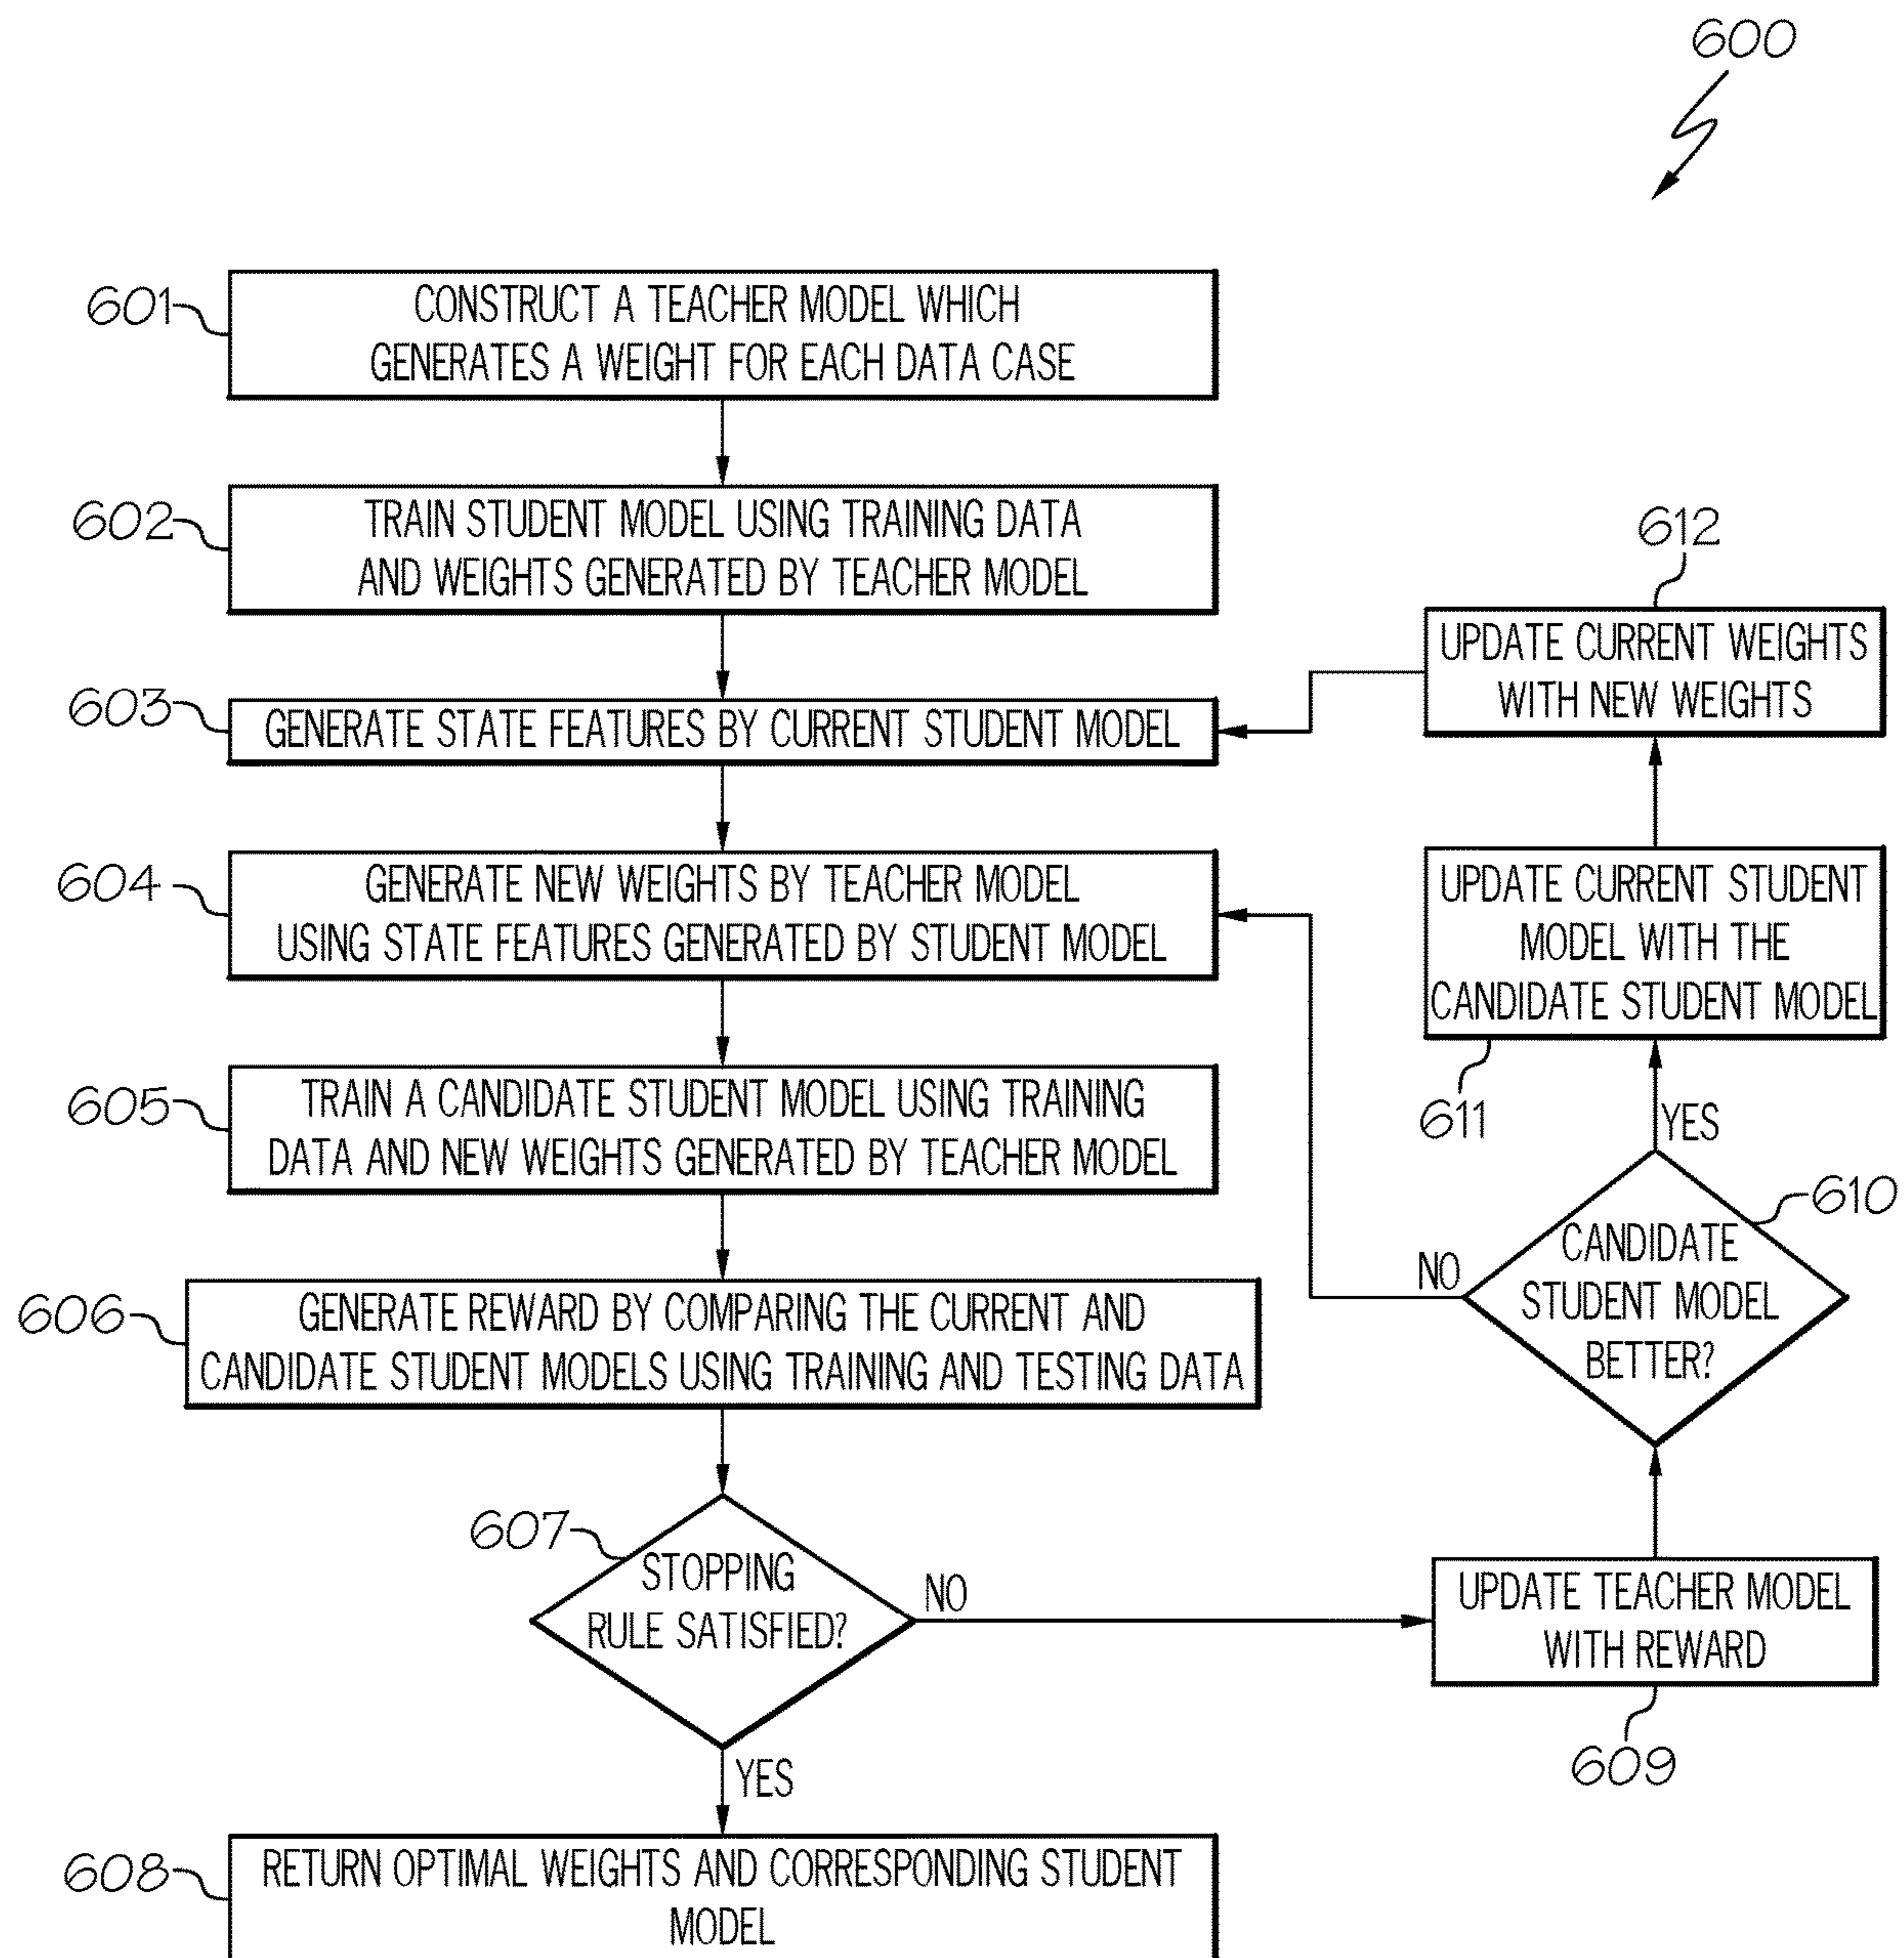 600
601
CONSTRUCT A TEACHER MODEL WHICH
GENERATES A WEIGHT FOR EACH DATA CASE
602
TRAIN STUDENT MODEL USING TRAINING DATA
AND WEIGHTS GENERATED BY TEACHER MODEL
603
GENERATE STATE FEATURES BY CURRENT STUDENT MODEL
604
GENERATE NEW WEIGHTS BY TEACHER MODEL
USING STATE FEATURES GENERATED BY STUDENT MODEL
605
TRAIN A CANDIDATE STUDENT MODEL USING TRAINING
DATA AND NEW WEIGHTS GENERATED BY TEACHER MODEL
606
GENERATE REWARD BY COMPARING THE CURRENT AND
CANDIDATE STUDENT MODELS USING TRAINING AND TESTING DATA
607
STOPPING
RULE SATISFIED?
NO
YES
608
RETURN OPTIMAL WEIGHTS AND CORRESPONDING STUDENT
MODEL
UPDATE TEACHER MODEL
WITH REWARD
609
610
CANDIDATE
STUDENT MODEL
BETTER?
NO
YES
UPDATE CURRENT STUDENT
MODEL WITH THE
CANDIDATE STUDENT MODEL
611
612
UPDATE CURRENT WEIGHTS
WITH NEW WEIGHTS